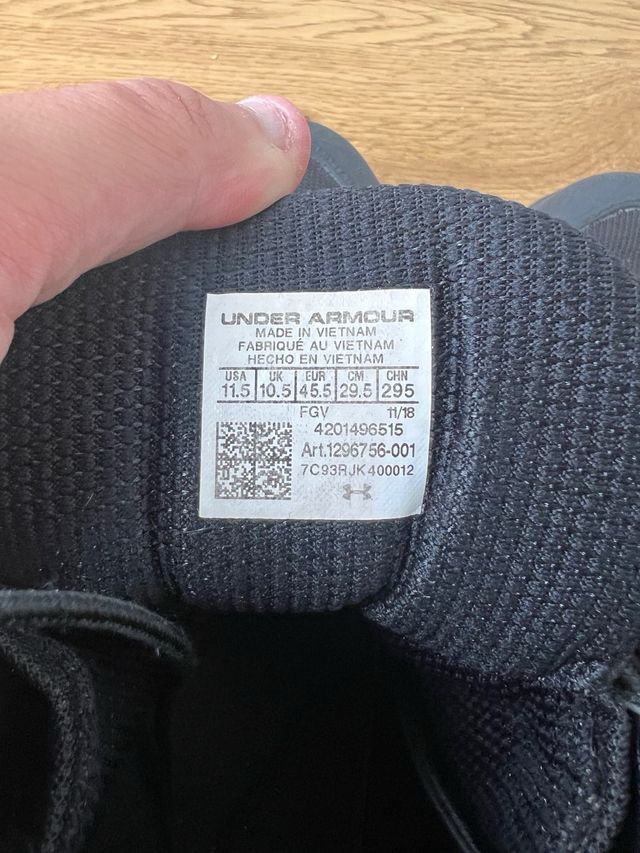 UNDER ARMOUR
MADE IN VIETNAM
FABRIQUÉ AU VIETNAM
HECHO EN VIETNAM
USA UK EUR CM CHN
11.5 10.5 45.5 29.5 295
FGV 11/18
4201496515
Art.1296756-001
7C93RJK400012